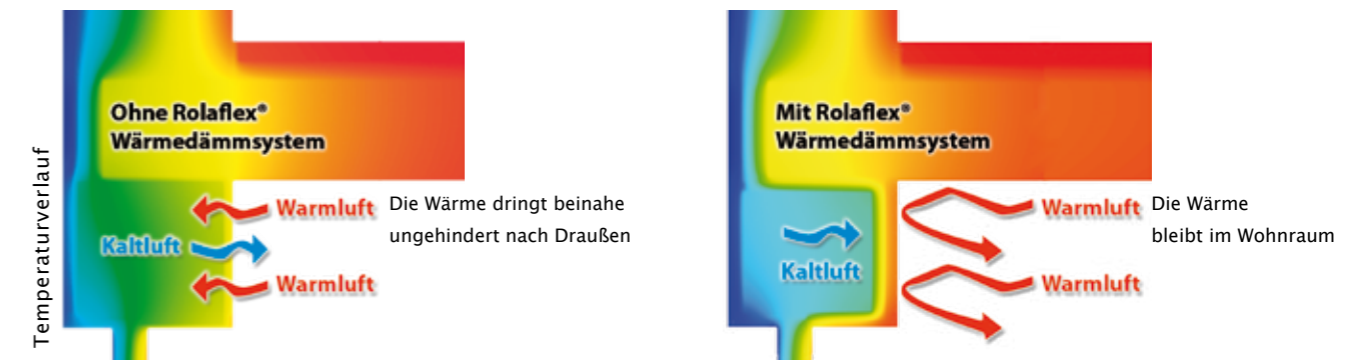 Temperaturverlauf
Ohne Rolaflex®
Wärmedämmsystem
Warmluft
Die Wärme dringt beinahe
ungehindert nach Draußen
Kaltluft
Warmluft
Mit Rolaflex®
Wärmedämmsystem
Warmluft
Die Wärme
bleibt im Wohnraum
Kaltluft
Warmluft